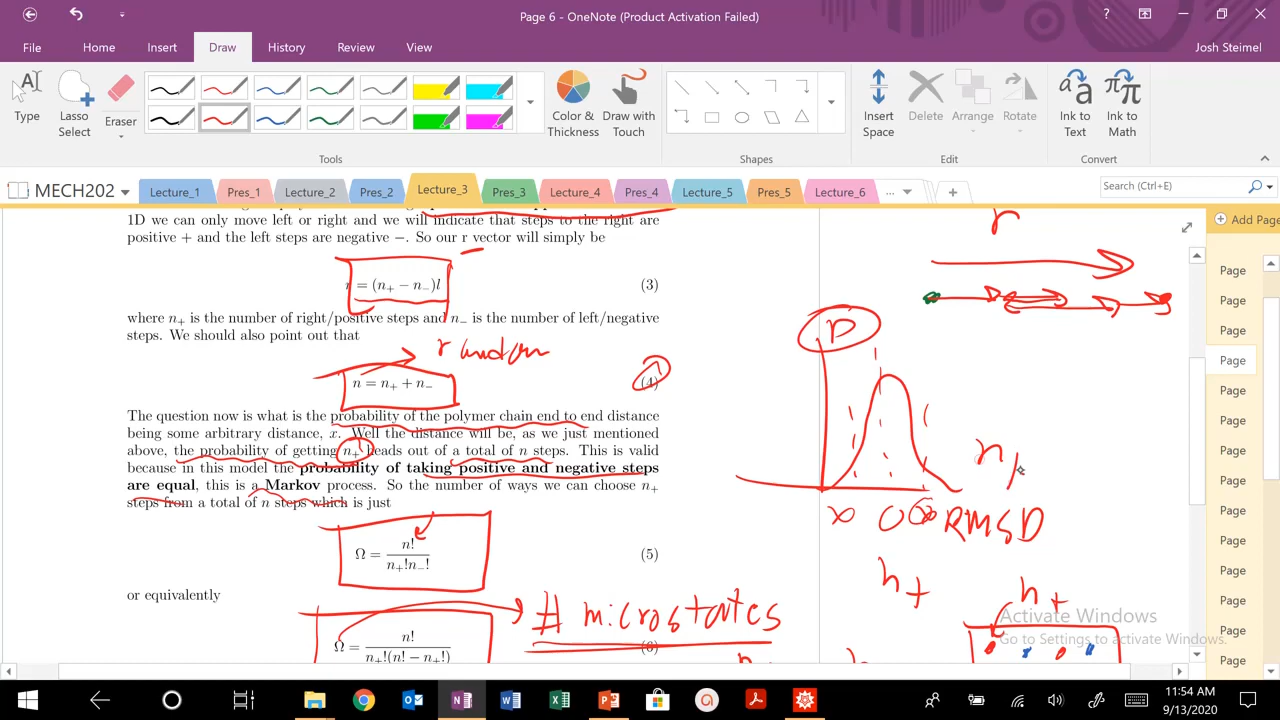 Page 6 - OneNote (Product Activation Failed)
?
File Home Insert Draw History Review View Josh Steimel
Type Lasso Select Eraser Color & Thickness Draw with Touch Insert Space Delete Arrange Rotate Ink to Text Ink to Math
Tools Shapes Edit Convert
MECH202 Lecture_1 Pres_1 Lecture_2 Pres_2 Lecture_3 Pres_3 Lecture_4 Pres_4 Lecture_5 Pres_5 Lecture_6 ... Search (Ctrl+E)
Add Page
1D we can only move left or right and we will indicate that steps to the right are
positive + and the left steps are negative −. So our r vector will simply be
r = (n+ − n−)l (3)
where n+ is the number of right/positive steps and n− is the number of left/negative
steps. We should also point out that
random
n = n+ + n− (4)
The question now is what is the probability of the polymer chain end to end distance
being some arbitrary distance, x. Well the distance will be, as we just mentioned
above, the probability of getting n+ heads out of a total of n steps. This is valid
because in this model the probability of taking positive and negative steps
are equal, this is a Markov process. So the number of ways we can choose n+
steps from a total of n steps which is just
Ω = n! / n+!n−! (5)
or equivalently
# microstates
Ω = n! / n+!(n! − n+!) (6)
r
P
RMSD
n+
n+
Page
Page
Page
Page
Page
Page
Page
Page
Page
Page
Page
Page
Page
Page
Activate Windows
Go to Settings to activate Windows.
11:54 AM
9/13/2020